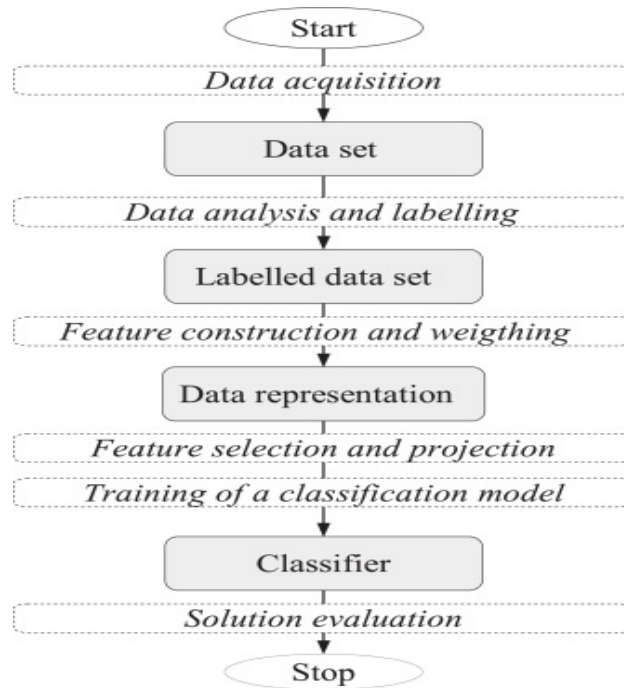 Start
Data acquisition
Data set
Data analysis and labelling
Labelled data set
Feature construction and weigthing
Data representation
Feature selection and projection
Training of a classification model
Classifier
Solution evaluation
Stop